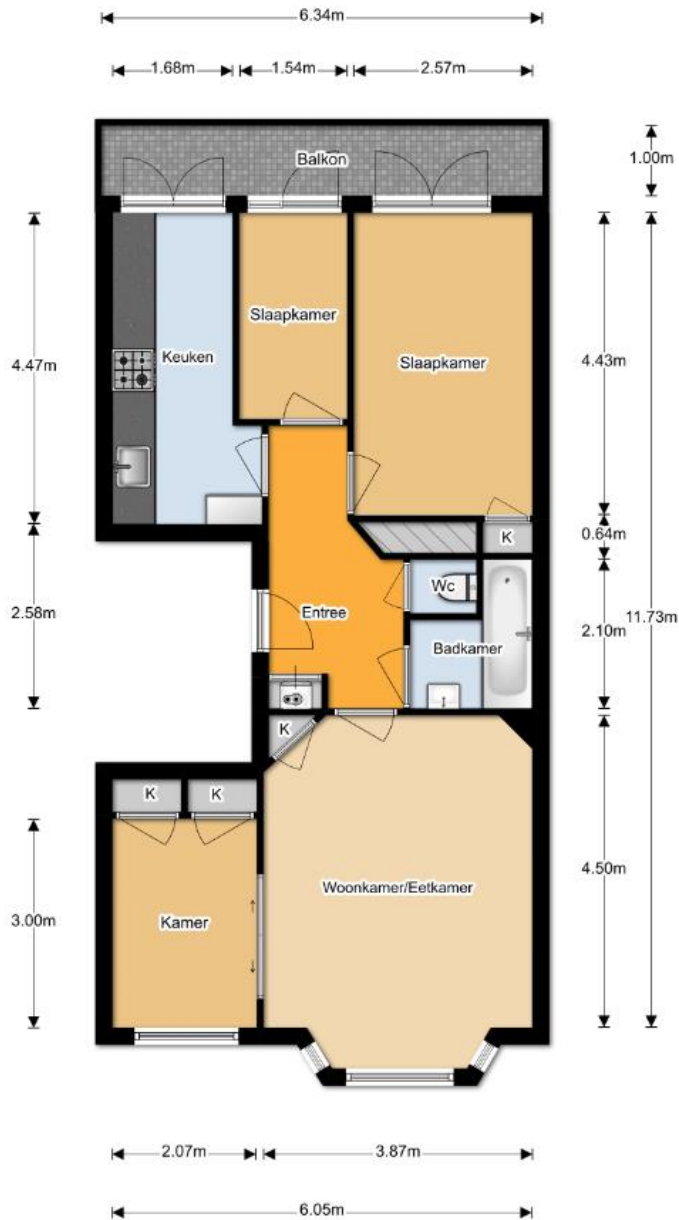 6.34m
1.68m
1.54m
2.57m
Balkon
1.00m
Slaapkamer
Keuken
Slaapkamer
4.47m
4.43m
K
0.64m
Wc
Entree
2.58m
2.10m
11.73m
Badkamer
K
K
K
Woonkamer/Eetkamer
4.50m
3.00m
Kamer
2.07m
3.87m
6.05m